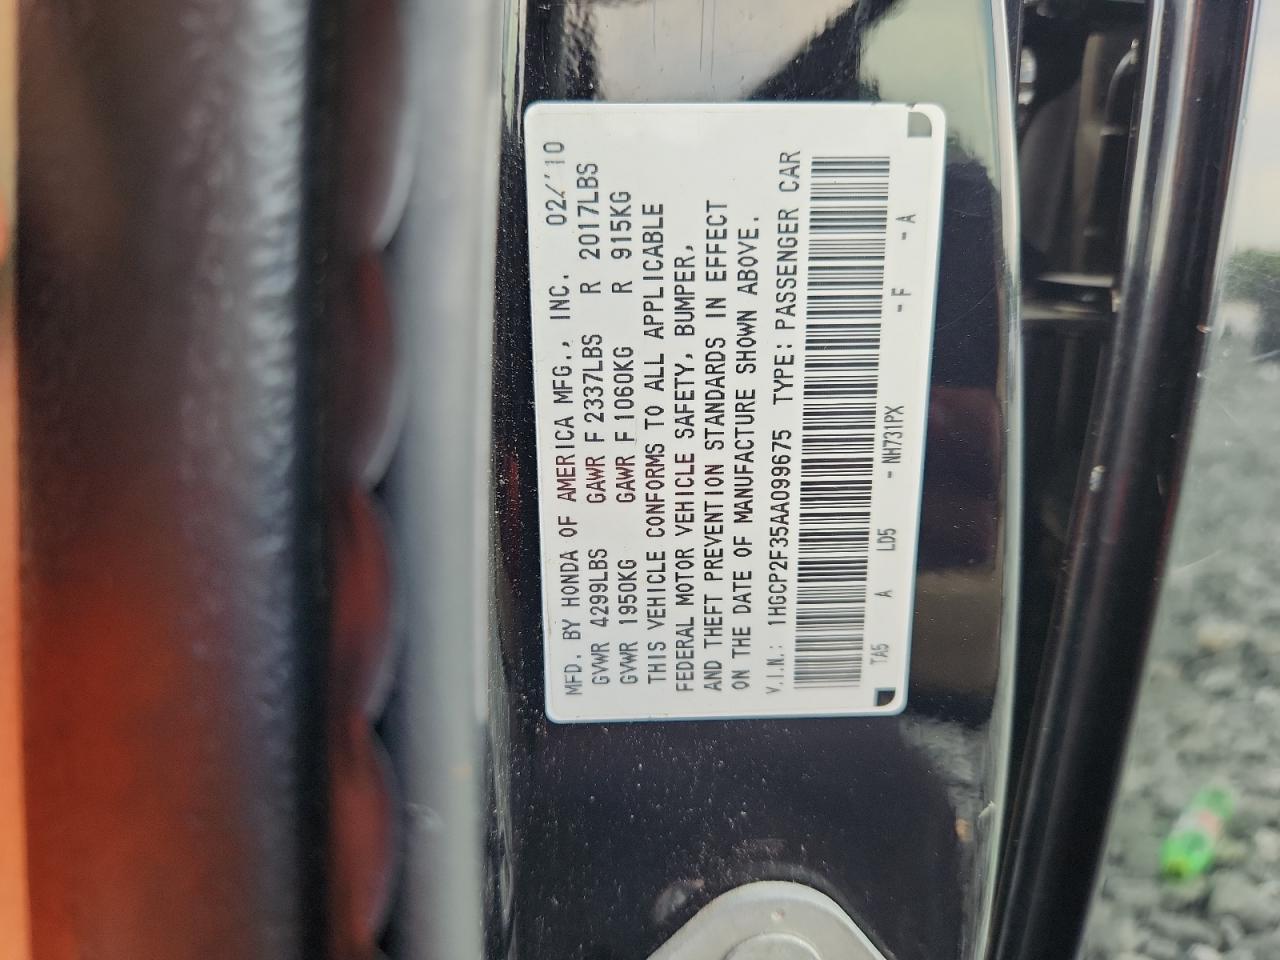 MFD. BY HONDA OF AMERICA MFG., INC. 02/'10
GVWR 4299LBS GAWR F 2337LBS R 2017LBS
GVWR 1950KG GAWR F 1060KG R 915KG
THIS VEHICLE CONFORMS TO ALL APPLICABLE
FEDERAL MOTOR VEHICLE SAFETY, BUMPER,
AND THEFT PREVENTION STANDARDS IN EFFECT
ON THE DATE OF MANUFACTURE SHOWN ABOVE.
V.I.N.: 1HGCP2F35AA099675 TYPE: PASSENGER CAR
TA5 A LD5 - NH731PX - F - A